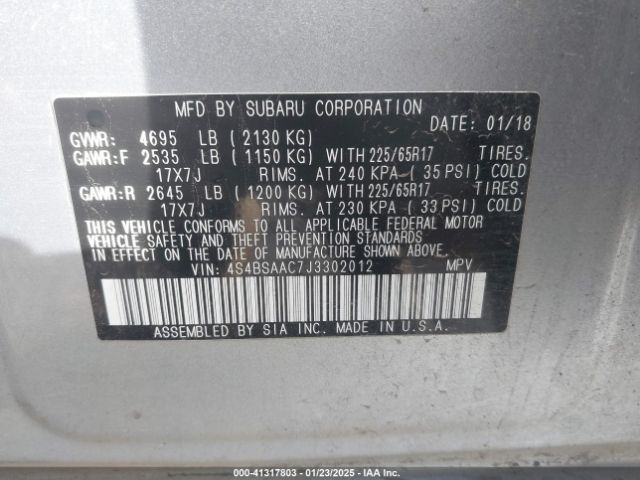 MFD BY SUBARU CORPORATION
DATE: 01/18
GVWR: 4695 LB (2130 KG)
GAWR:F 2535 LB (1150 KG) WITH 225/65R17 TIRES.
17X7J RIMS. AT 240 KPA (35 PSI) COLD
GAWR:R 2645 LB (1200 KG) WITH 225/65R17 TIRES.
17X7J RIMS. AT 230 KPA (33 PSI) COLD
THIS VEHICLE CONFORMS TO ALL APPLICABLE FEDERAL MOTOR
VEHICLE SAFETY AND THEFT PREVENTION STANDARDS
IN EFFECT ON THE DATE OF MANUFACTURE SHOWN ABOVE.
VIN: 4S4BSAAC7J3302012 MPV
ASSEMBLED BY SIA INC. MADE IN U.S.A.
000-41317803 - 01/23/2025 - IAA Inc.